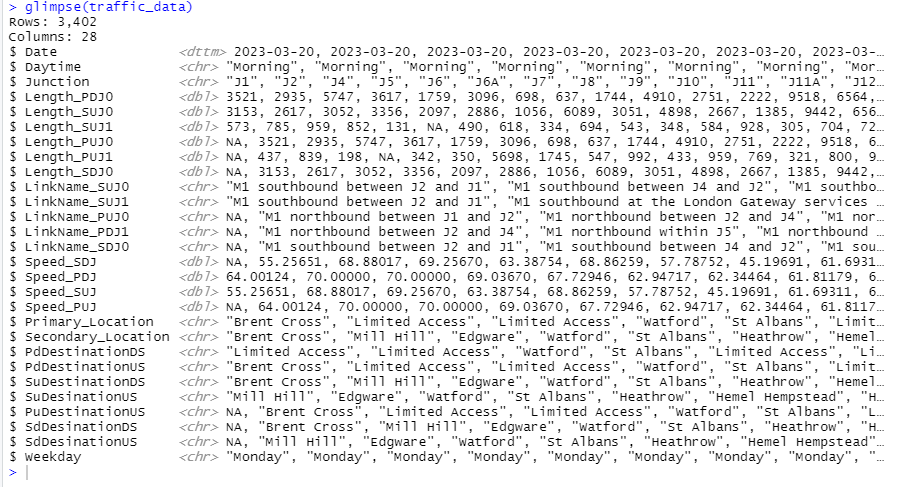 > glimpse(traffic_data)
Rows: 3,402
Columns: 28
$ Date <dttm> 2023-03-20, 2023-03-20, 2023-03-20, 2023-03-20, 2023-03-20, 2023-03-20, 2023-03-…
$ Daytime <chr> "Morning", "Morning", "Morning", "Morning", "Morning", "Morning", "Morning", "Mor…
$ Junction <chr> "J1", "J2", "J4", "J5", "J6", "J6A", "J7", "J8", "J9", "J10", "J11", "J11A", "J12…
$ Length_PDJ0 <dbl> 3521, 2935, 5747, 3617, 1759, 3096, 698, 637, 1744, 4910, 2751, 2222, 9518, 6564,…
$ Length_SUJ0 <dbl> 3153, 2617, 3052, 3356, 2097, 2886, 1056, 6089, 3051, 4898, 2667, 1385, 9442, 656…
$ Length_SUJ1 <dbl> 573, 785, 959, 852, 131, NA, 490, 618, 334, 694, 543, 348, 584, 928, 305, 704, 72…
$ Length_PUJ0 <dbl> NA, 3521, 2935, 5747, 3617, 1759, 3096, 698, 637, 1744, 4910, 2751, 2222, 9518, 6…
$ Length_PUJ1 <dbl> NA, 437, 839, 198, NA, 342, 350, 5698, 1745, 547, 992, 433, 959, 769, 321, 800, 9…
$ Length_SDJ0 <dbl> NA, 3153, 2617, 3052, 3356, 2097, 2886, 1056, 6089, 3051, 4898, 2667, 1385, 9442,…
$ LinkName_SUJ0 <chr> "M1 southbound between J2 and J1", "M1 southbound between J4 and J2", "M1 southbo…
$ LinkName_SUJ1 <chr> "M1 southbound between J2 and J1", "M1 southbound at the London Gateway services …
$ LinkName_PUJ0 <chr> NA, "M1 northbound between J1 and J2", "M1 northbound between J2 and J4", "M1 nor…
$ LinkName_PDJ1 <chr> NA, "M1 northbound between J2 and J4", "M1 northbound within J5", "M1 northbound …
$ LinkName_SDJ0 <chr> NA, "M1 southbound between J2 and J1", "M1 southbound between J4 and J2", "M1 sou…
$ Speed_SDJ <dbl> NA, 55.25651, 68.88017, 69.25670, 63.38754, 68.86259, 57.78752, 45.19691, 61.6931…
$ Speed_PDJ <dbl> 64.00124, 70.00000, 70.00000, 69.03670, 67.72946, 62.94717, 62.34464, 61.81179, 6…
$ Speed_SUJ <dbl> 55.25651, 68.88017, 69.25670, 63.38754, 68.86259, 57.78752, 45.19691, 61.69311, 6…
$ Speed_PUJ <dbl> NA, 64.00124, 70.00000, 70.00000, 69.03670, 67.72946, 62.94717, 62.34464, 61.8117…
$ Primary_Location <chr> "Brent Cross", "Limited Access", "Limited Access", "Watford", "St Albans", "Limit…
$ Secondary_Location <chr> "Brent Cross", "Mill Hill", "Edgware", "Watford", "St Albans", "Heathrow", "Hemel…
$ PdDestinationDS <chr> "Limited Access", "Limited Access", "Watford", "St Albans", "Limited Access", "Li…
$ PdDestinationUS <chr> "Brent Cross", "Limited Access", "Limited Access", "Watford", "St Albans", "Limit…
$ SuDestinationDS <chr> "Brent Cross", "Mill Hill", "Edgware", "Watford", "St Albans", "Heathrow", "Hemel…
$ SuDesinationUS <chr> "Mill Hill", "Edgware", "Watford", "St Albans", "Heathrow", "Hemel Hempstead", "H…
$ PuDestinationUS <chr> NA, "Brent Cross", "Limited Access", "Limited Access", "Watford", "St Albans", "L…
$ SdDesinationDS <chr> NA, "Brent Cross", "Mill Hill", "Edgware", "Watford", "St Albans", "Heathrow", "H…
$ SdDesinationUS <chr> NA, "Mill Hill", "Edgware", "Watford", "St Albans", "Heathrow", "Hemel Hempstead"…
$ Weekday <chr> "Monday", "Monday", "Monday", "Monday", "Monday", "Monday", "Monday", "Monday", "…
>